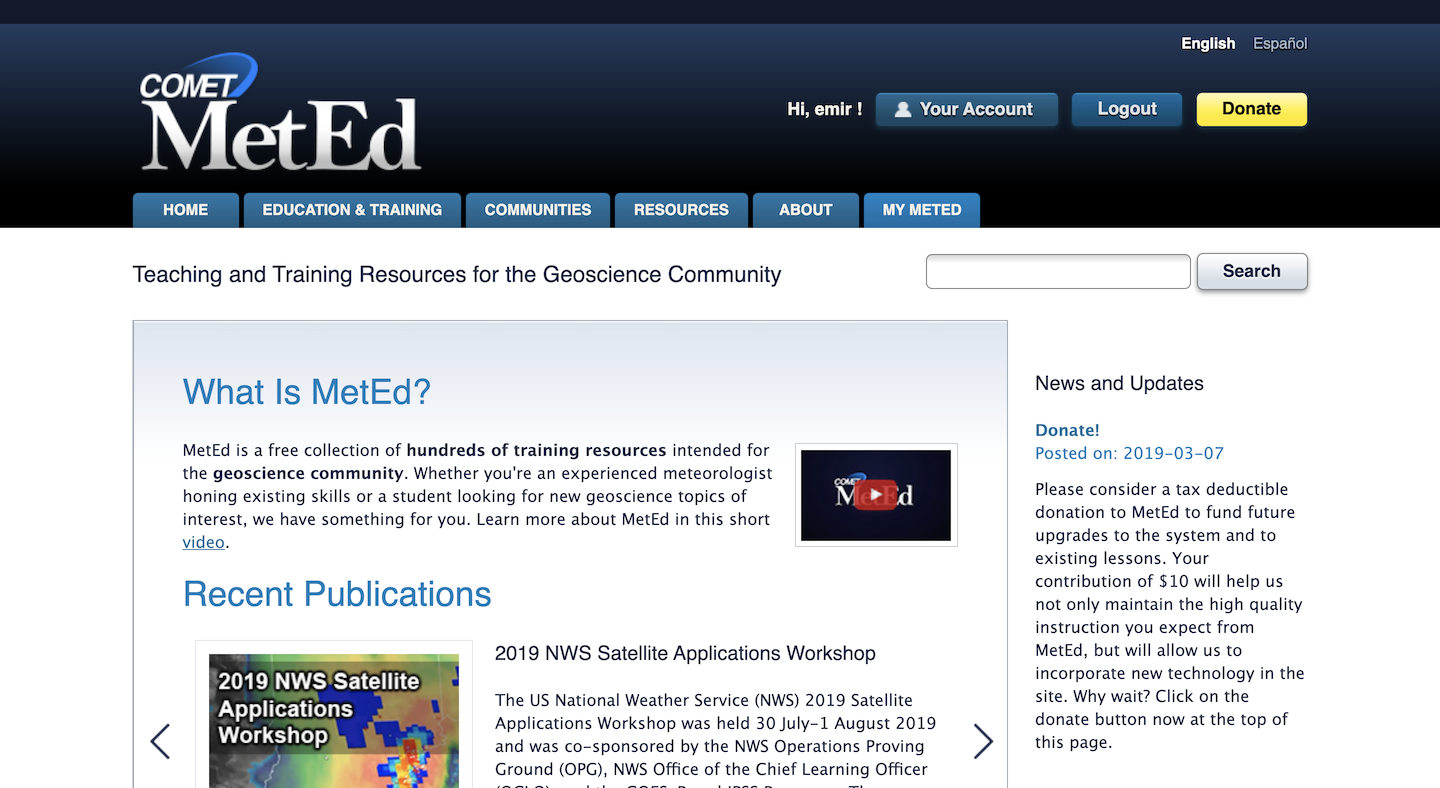 English Español
COMET
MetEd
Hi, emir ! Your Account Logout Donate
HOME EDUCATION & TRAINING COMMUNITIES RESOURCES ABOUT MY METED
Teaching and Training Resources for the Geoscience Community
Search
What Is MetEd?
MetEd is a free collection of hundreds of training resources intended for
the geoscience community. Whether you're an experienced meteorologist
honing existing skills or a student looking for new geoscience topics of
interest, we have something for you. Learn more about MetEd in this short
video.
COMET
MetEd
Recent Publications
2019 NWS Satellite
Applications
Workshop
2019 NWS Satellite Applications Workshop
The US National Weather Service (NWS) 2019 Satellite
Applications Workshop was held 30 July–1 August 2019
and was co-sponsored by the NWS Operations Proving
Ground (OPG), NWS Office of the Chief Learning Officer
News and Updates
Donate!
Posted on: 2019-03-07
Please consider a tax deductible
donation to MetEd to fund future
upgrades to the system and to
existing lessons. Your
contribution of $10 will help us
not only maintain the high quality
instruction you expect from
MetEd, but will allow us to
incorporate new technology in the
site. Why wait? Click on the
donate button now at the top of
this page.